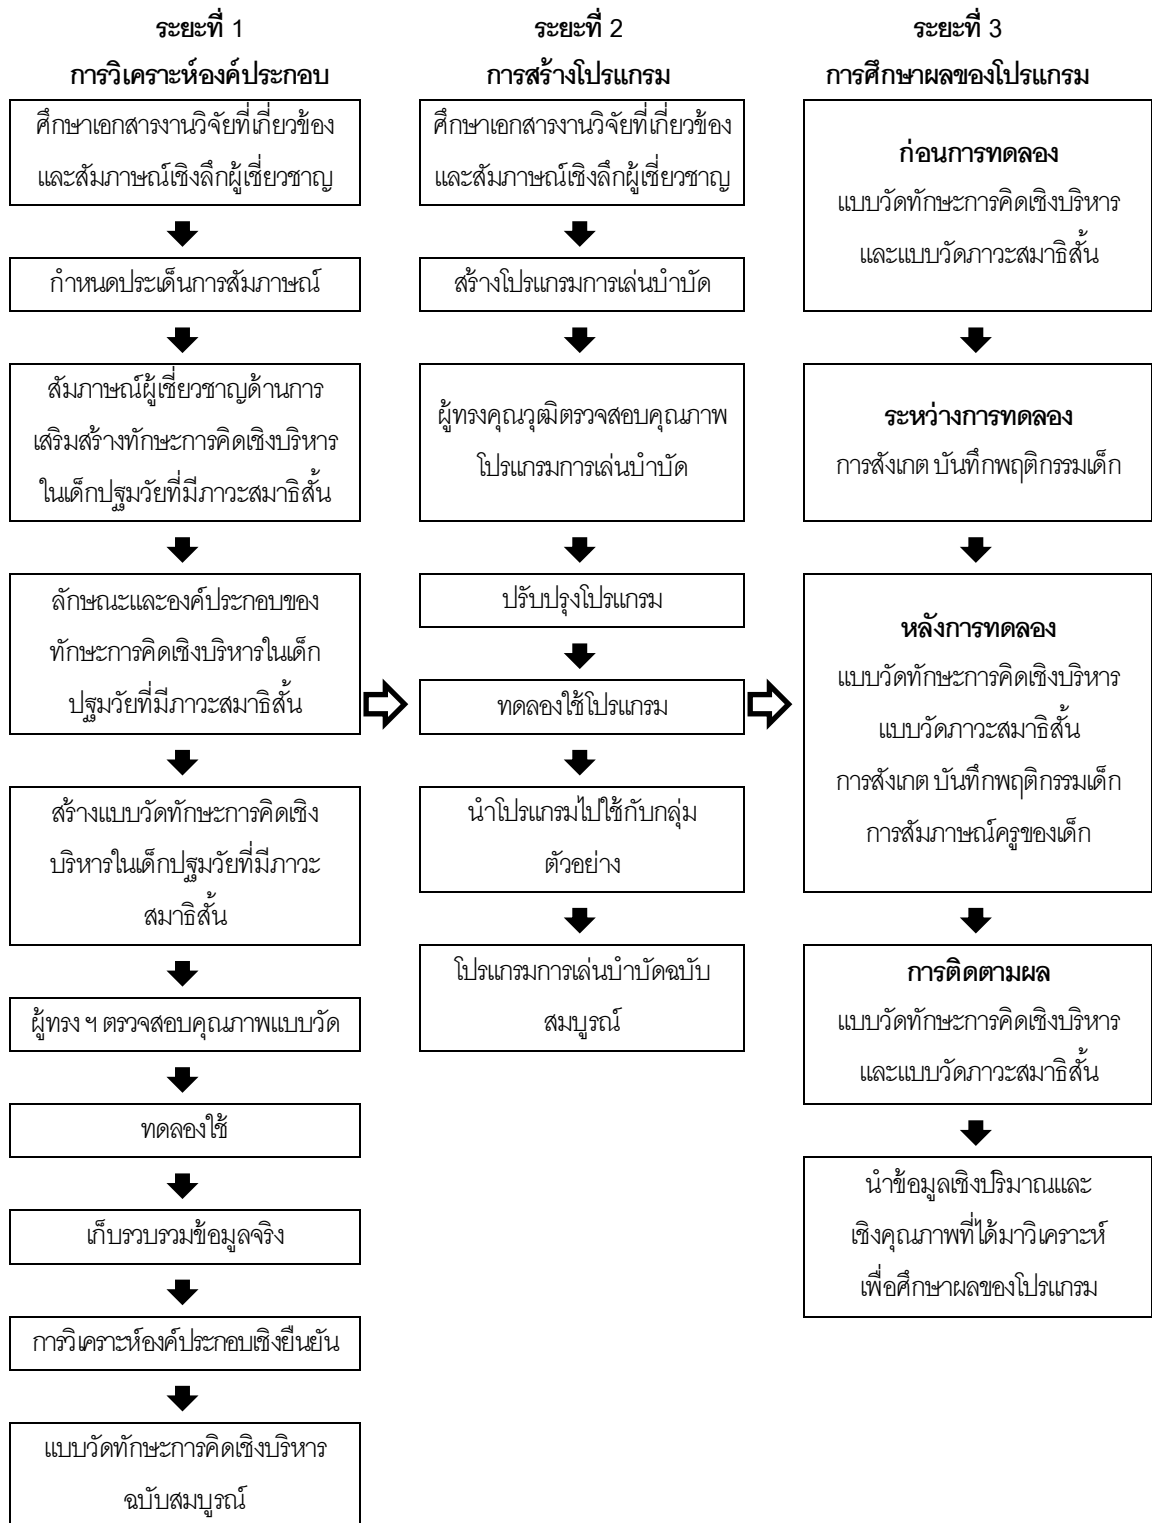 ระยะที่ 1
การวิเคราะห์องค์ประกอบ
ศึกษาเอกสารงานวิจัยที่เกี่ยวข้อง
และสัมภาษณ์เชิงลึกผู้เชี่ยวชาญ
กำหนดประเด็นการสัมภาษณ์
สัมภาษณ์ผู้เชี่ยวชาญด้านการ
เสริมสร้างทักษะการคิดเชิงบริหาร
ในเด็กปฐมวัยที่มีภาวะสมาธิสั้น
ลักษณะและองค์ประกอบของ
ทักษะการคิดเชิงบริหารในเด็ก
ปฐมวัยที่มีภาวะสมาธิสั้น
สร้างแบบวัดทักษะการคิดเชิง
บริหารในเด็กปฐมวัยที่มีภาวะ
สมาธิสั้น
ผู้ทรง ฯ ตรวจสอบคุณภาพแบบวัด
ทดลองใช้
เก็บรวบรวมข้อมูลจริง
การวิเคราะห์องค์ประกอบเชิงยืนยัน
แบบวัดทักษะการคิดเชิงบริหาร
ฉบับสมบูรณ์
ระยะที่ 2
การสร้างโปรแกรม
ศึกษาเอกสารงานวิจัยที่เกี่ยวข้อง
และสัมภาษณ์เชิงลึกผู้เชี่ยวชาญ
สร้างโปรแกรมการเล่นบำบัด
ผู้ทรงคุณวุฒิตรวจสอบคุณภาพ
โปรแกรมการเล่นบำบัด
ปรับปรุงโปรแกรม
ทดลองใช้โปรแกรม
นำโปรแกรมไปใช้กับกลุ่ม
ตัวอย่าง
โปรแกรมการเล่นบำบัดฉบับ
สมบูรณ์
ระยะที่ 3
การศึกษาผลของโปรแกรม
ก่อนการทดลอง
แบบวัดทักษะการคิดเชิงบริหาร
และแบบวัดภาวะสมาธิสั้น
ระหว่างการทดลอง
การสังเกต บันทึกพฤติกรรมเด็ก
หลังการทดลอง
แบบวัดทักษะการคิดเชิงบริหาร
แบบวัดภาวะสมาธิสั้น
การสังเกต บันทึกพฤติกรรมเด็ก
การสัมภาษณ์ครูของเด็ก
การติดตามผล
แบบวัดทักษะการคิดเชิงบริหาร
และแบบวัดภาวะสมาธิสั้น
นำข้อมูลเชิงปริมาณและ
เชิงคุณภาพที่ได้มาวิเคราะห์
เพื่อศึกษาผลของโปรแกรม